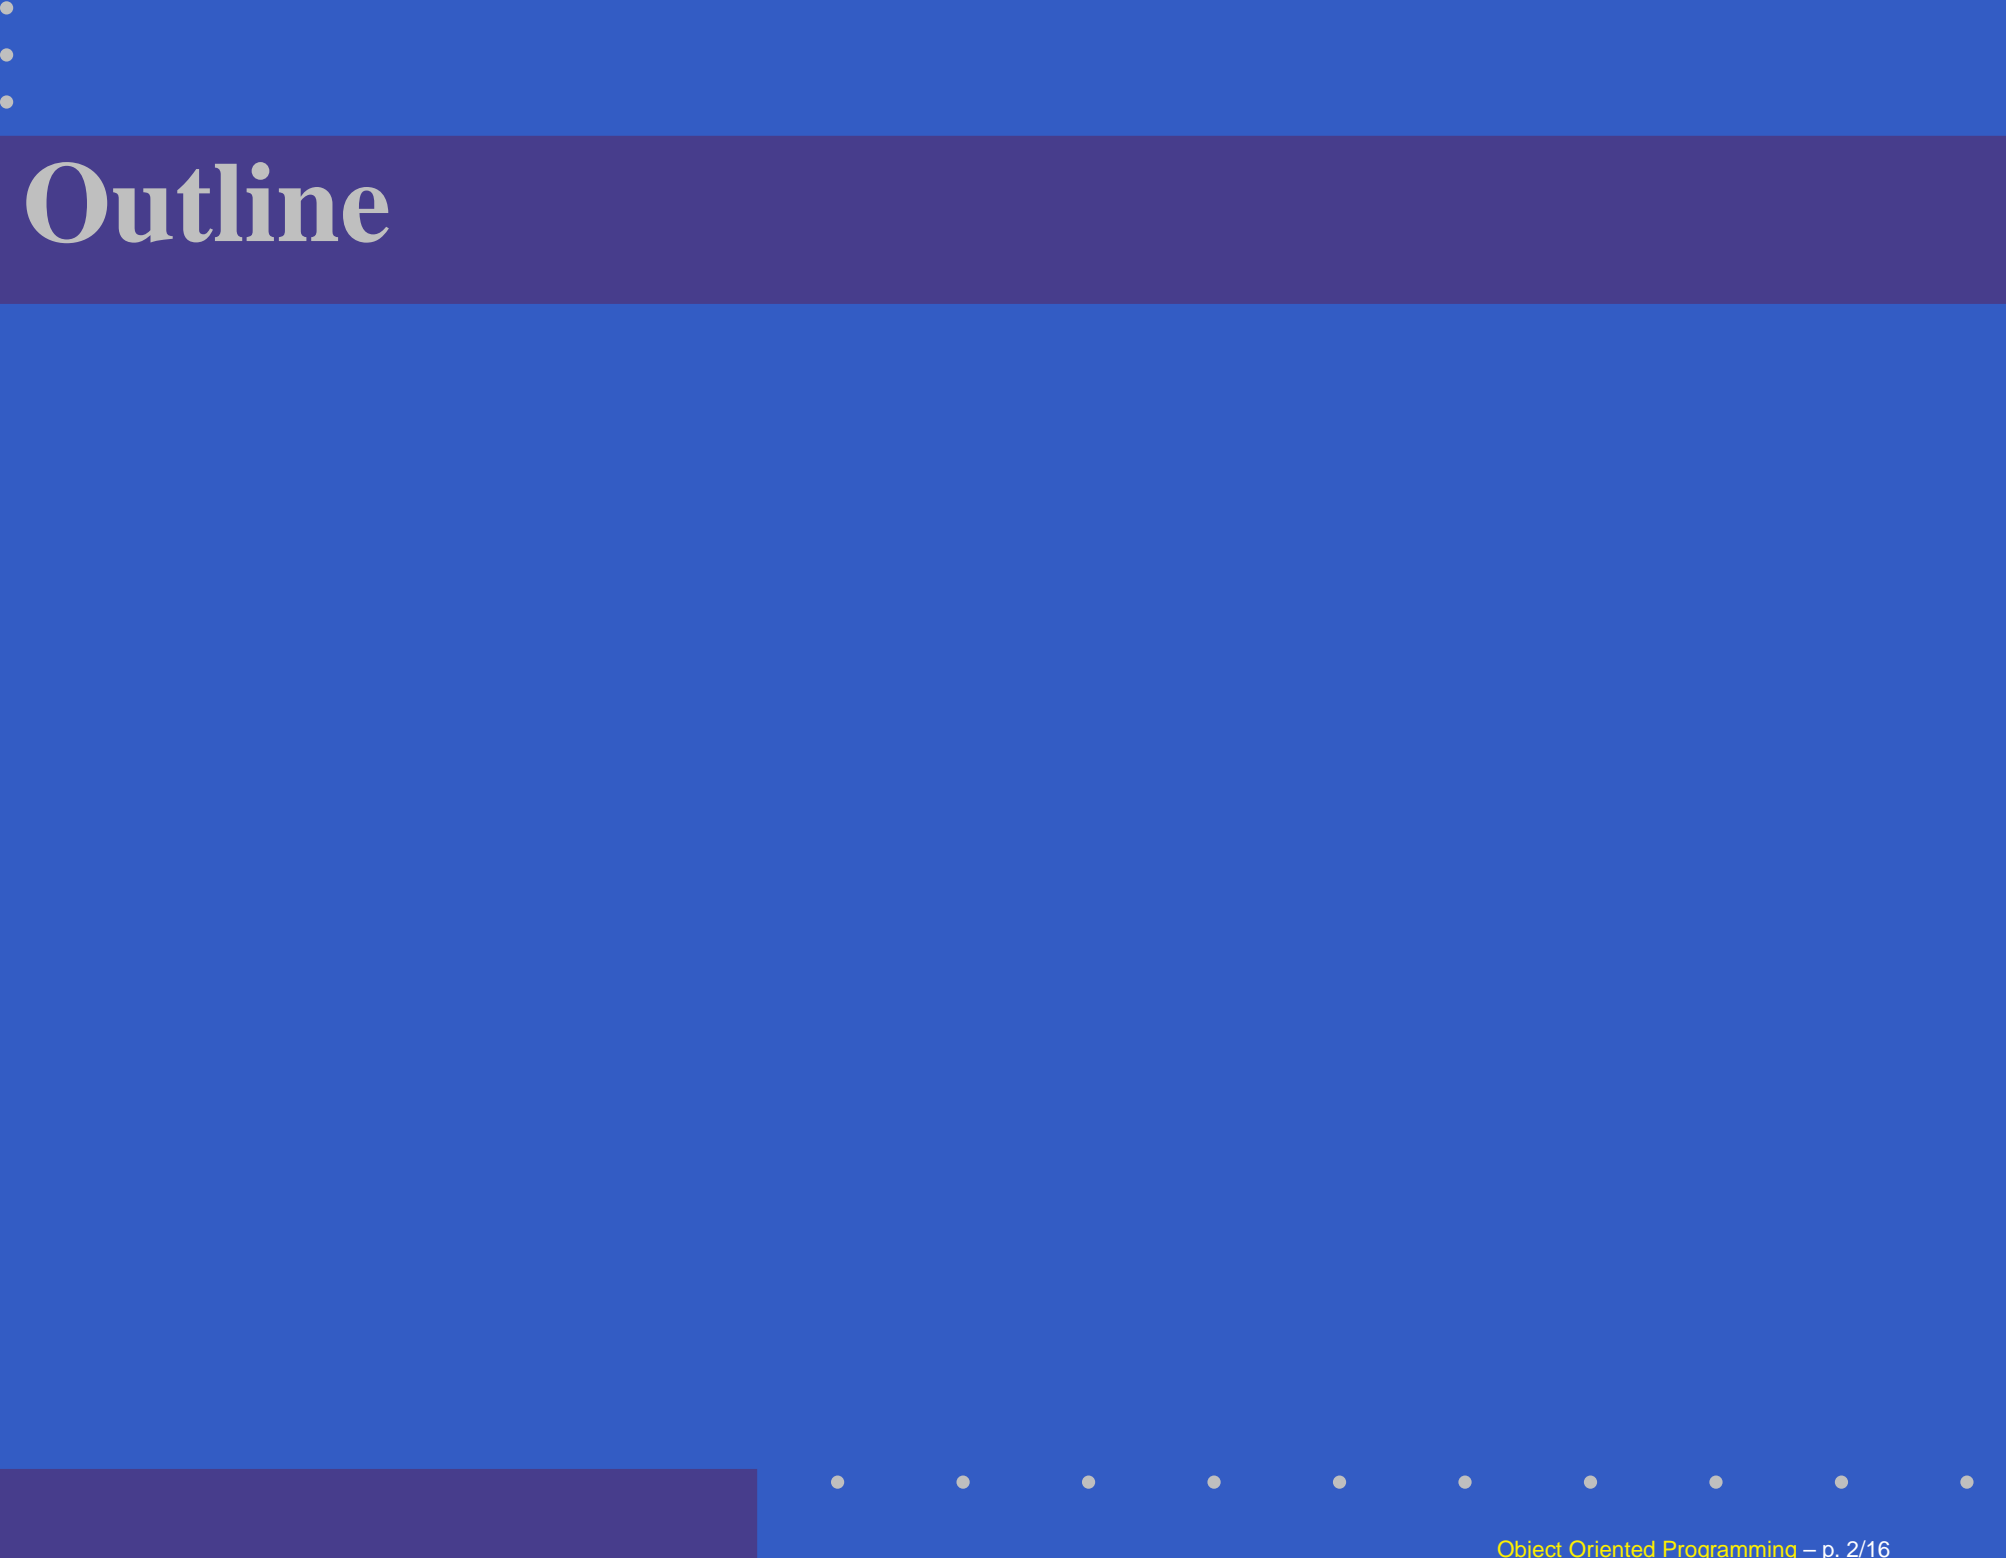 Outline
Object Oriented Programming – p. 2/16